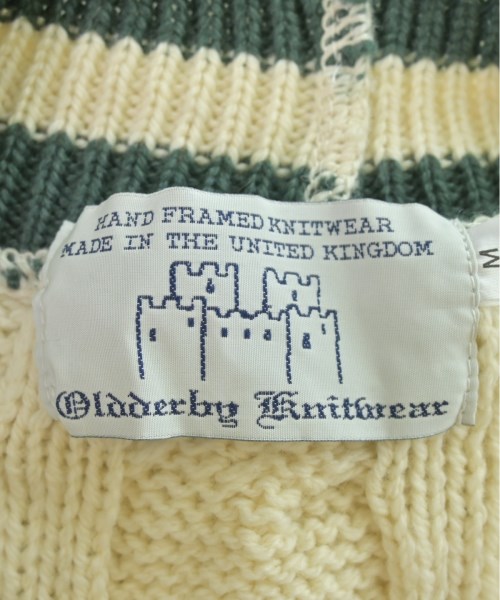 HAND FRAMED KNITWEAR
MADE IN THE UNITED KINGDOM
Oldderby Knitwear
M